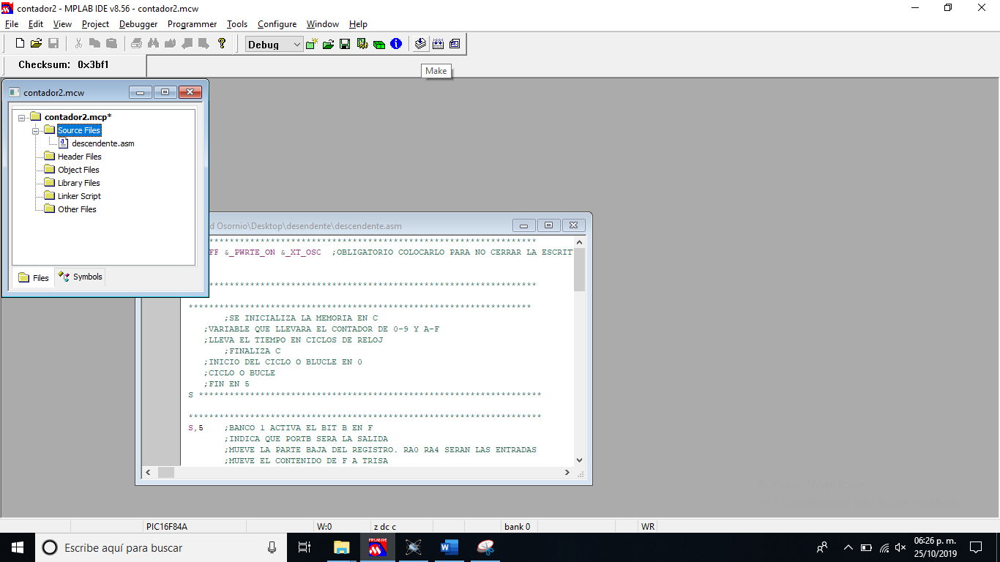 contador2 - MPLAB IDE v8.56 - contador2.mcw
File Edit View Project Debugger Programmer Tools Configure Window Help
Debug
Checksum: 0x3bf1
Make
contador2.mcw
contador2.mcp*
Source Files
descendente.asm
Header Files
Object Files
Library Files
Linker Script
Other Files
Files Symbols
d Osornio\Desktop\desendente\descendente.asm
FF &_PWRTE_ON &_XT_OSC ;OBLIGATORIO COLOCARLO PARA NO CERRAR LA ESCRIT
;SE INICIALIZA LA MEMORIA EN C
;VARIABLE QUE LLEVARA EL CONTADOR DE 0-9 Y A-F
;LLEVA EL TIEMPO EN CICLOS DE RELOJ
;FINALIZA C
;INICIO DEL CICLO O BLUCLE EN 0
;CICLO O BUCLE
;FIN EN 5
S *******************************************************************
S,5 ;BANCO 1 ACTIVA EL BIT B EN F
;INDICA QUE PORTB SERA LA SALIDA
;MUEVE LA PARTE BAJA DEL REGISTRO. RA0 RA4 SERAN LAS ENTRADAS
;MUEVE EL CONTENIDO DE F A TRISA
PIC16F84A W:0 z dc c bank 0 WR
Escribe aquí para buscar
06:26 p. m.
25/10/2019